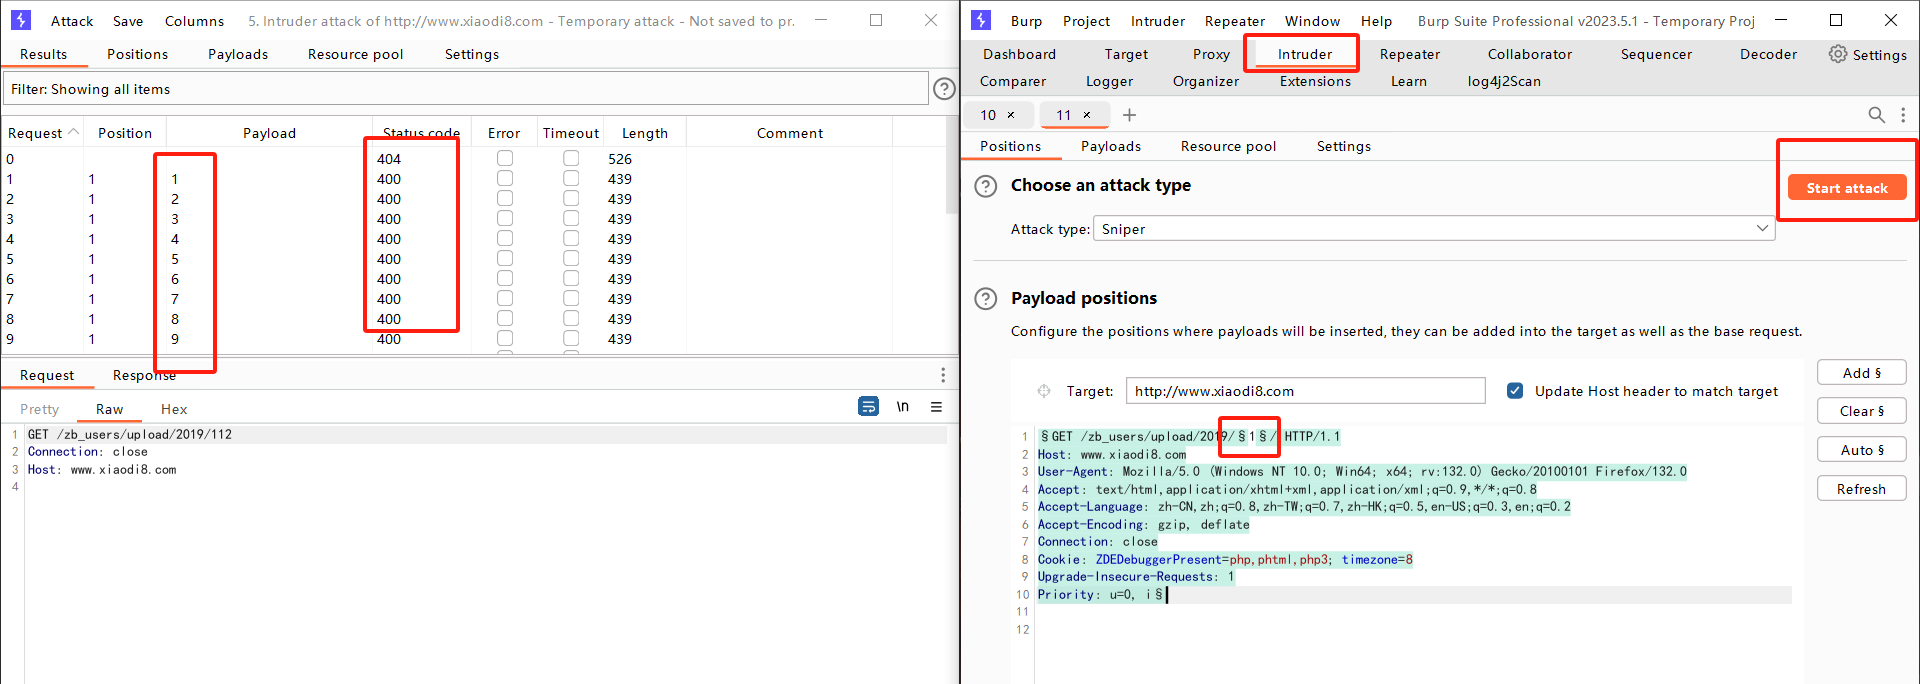 Attack Save Columns 5. Intruder attack of http://www.xiaodi8.com - Temporary attack - Not saved to pr.
Results Positions Payloads Resource pool Settings
Filter: Showing all items
Request Position Payload Status code Error Timeout Length Comment
0 404 526
1 1 1 400 439
2 1 2 400 439
3 1 3 400 439
4 1 4 400 439
5 1 5 400 439
6 1 6 400 439
7 1 7 400 439
8 1 8 400 439
9 1 9 400 439
Request Response
Pretty Raw Hex \n
1 GET /zb_users/upload/2019/112
2 Connection: close
3 Host: www.xiaodi8.com
4
Burp Project Intruder Repeater Window Help Burp Suite Professional v2023.5.1 - Temporary Proj
Dashboard Target Proxy Intruder Repeater Collaborator Sequencer Decoder Settings
Comparer Logger Organizer Extensions Learn log4j2Scan
10 × 11 × +
Positions Payloads Resource pool Settings
Choose an attack type
Start attack
Attack type: Sniper
Payload positions
Configure the positions where payloads will be inserted, they can be added into the target as well as the base request.
Target: http://www.xiaodi8.com Update Host header to match target
Add §
Clear §
Auto §
Refresh
1 §GET /zb_users/upload/2019/§1§/ HTTP/1.1
2 Host: www.xiaodi8.com
3 User-Agent: Mozilla/5.0 (Windows NT 10.0; Win64; x64; rv:132.0) Gecko/20100101 Firefox/132.0
4 Accept: text/html,application/xhtml+xml,application/xml;q=0.9,*/*;q=0.8
5 Accept-Language: zh-CN,zh;q=0.8,zh-TW;q=0.7,zh-HK;q=0.5,en-US;q=0.3,en;q=0.2
6 Accept-Encoding: gzip, deflate
7 Connection: close
8 Cookie: ZDEDebuggerPresent=php,phtml,php3; timezone=8
9 Upgrade-Insecure-Requests: 1
10 Priority: u=0, i§
11
12